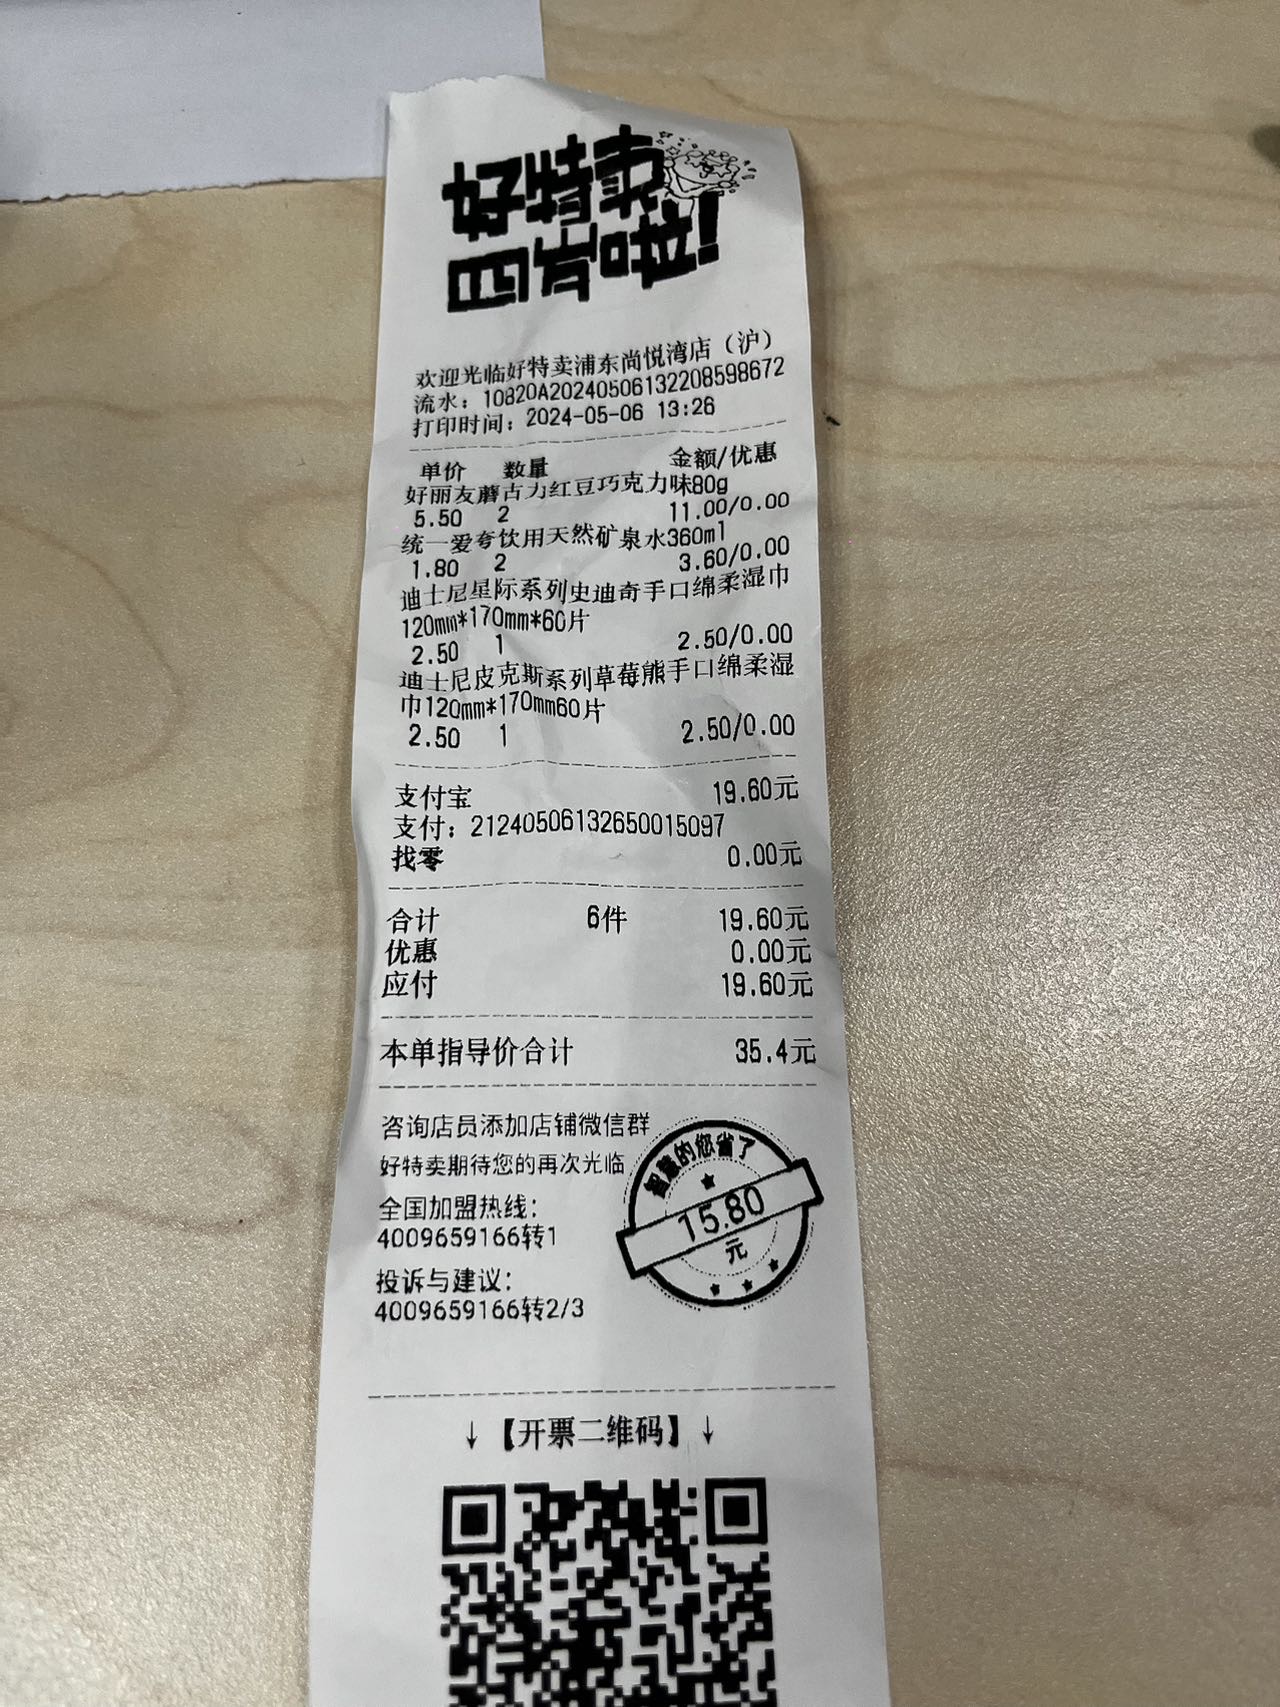 好特卖
四岁啦!
欢迎光临好特卖浦东尚悦湾店（沪）
流水：10820A20240506132208598672
打印时间：2024-05-06 13:26
单价 数量 金额/优惠
好丽友蘑古力红豆巧克力味80g
5.50 2 11.00/0.00
统一爱夸饮用天然矿泉水360ml
1.80 2 3.60/0.00
迪士尼星际系列史迪奇手口绵柔湿巾
120mm*170mm*60片
2.50 1 2.50/0.00
迪士尼皮克斯系列草莓熊手口绵柔湿
巾120mm*170mm60片
2.50 1 2.50/0.00
支付宝 19.60元
支付：21240506132650015097
找零 0.00元
合计 6件 19.60元
优惠 0.00元
应付 19.60元
本单指导价合计 35.4元
咨询店员添加店铺微信群
好特卖期待您的再次光临
全国加盟热线：
4009659166转1
投诉与建议：
4009659166转2/3
智慧的您省了
15.80
元
↓【开票二维码】↓